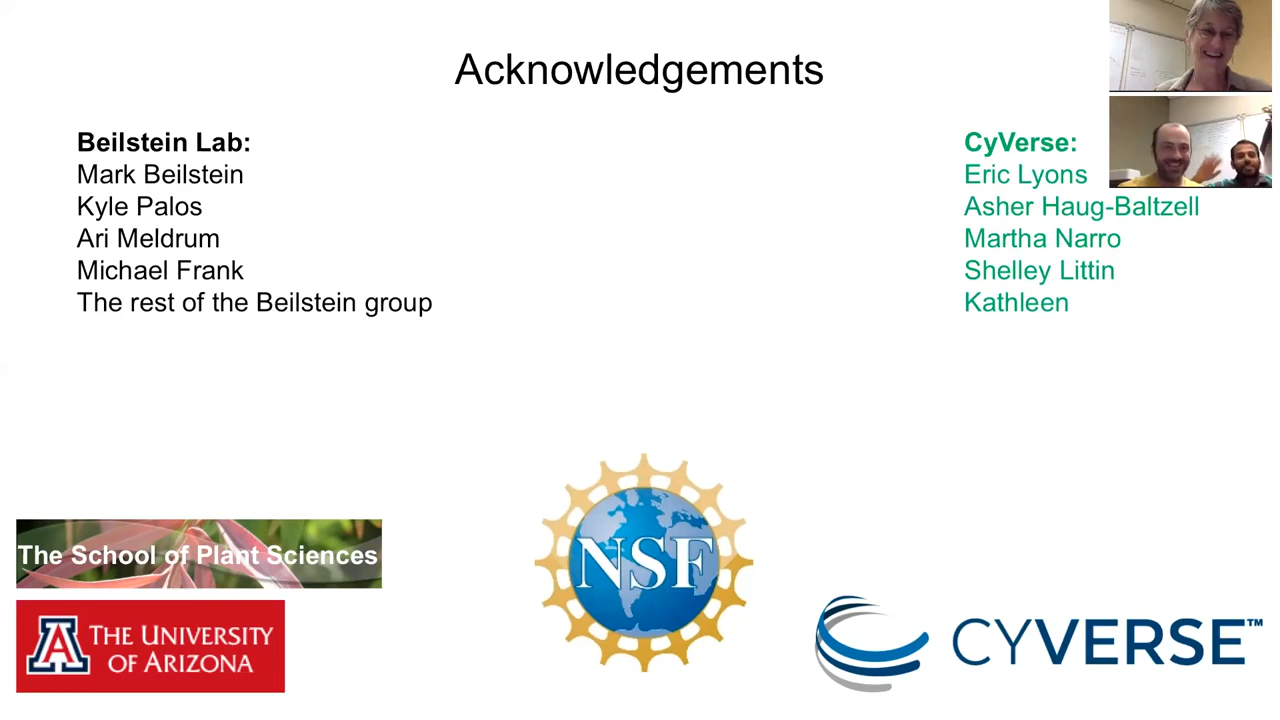 Acknowledgements
Beilstein Lab:
Mark Beilstein
Kyle Palos
Ari Meldrum
Michael Frank
The rest of the Beilstein group
CyVerse:
Eric Lyons
Asher Haug-Baltzell
Martha Narro
Shelley Littin
Kathleen
The School of Plant Sciences
A THE UNIVERSITY
OF ARIZONA
NSF
CYVERSE™